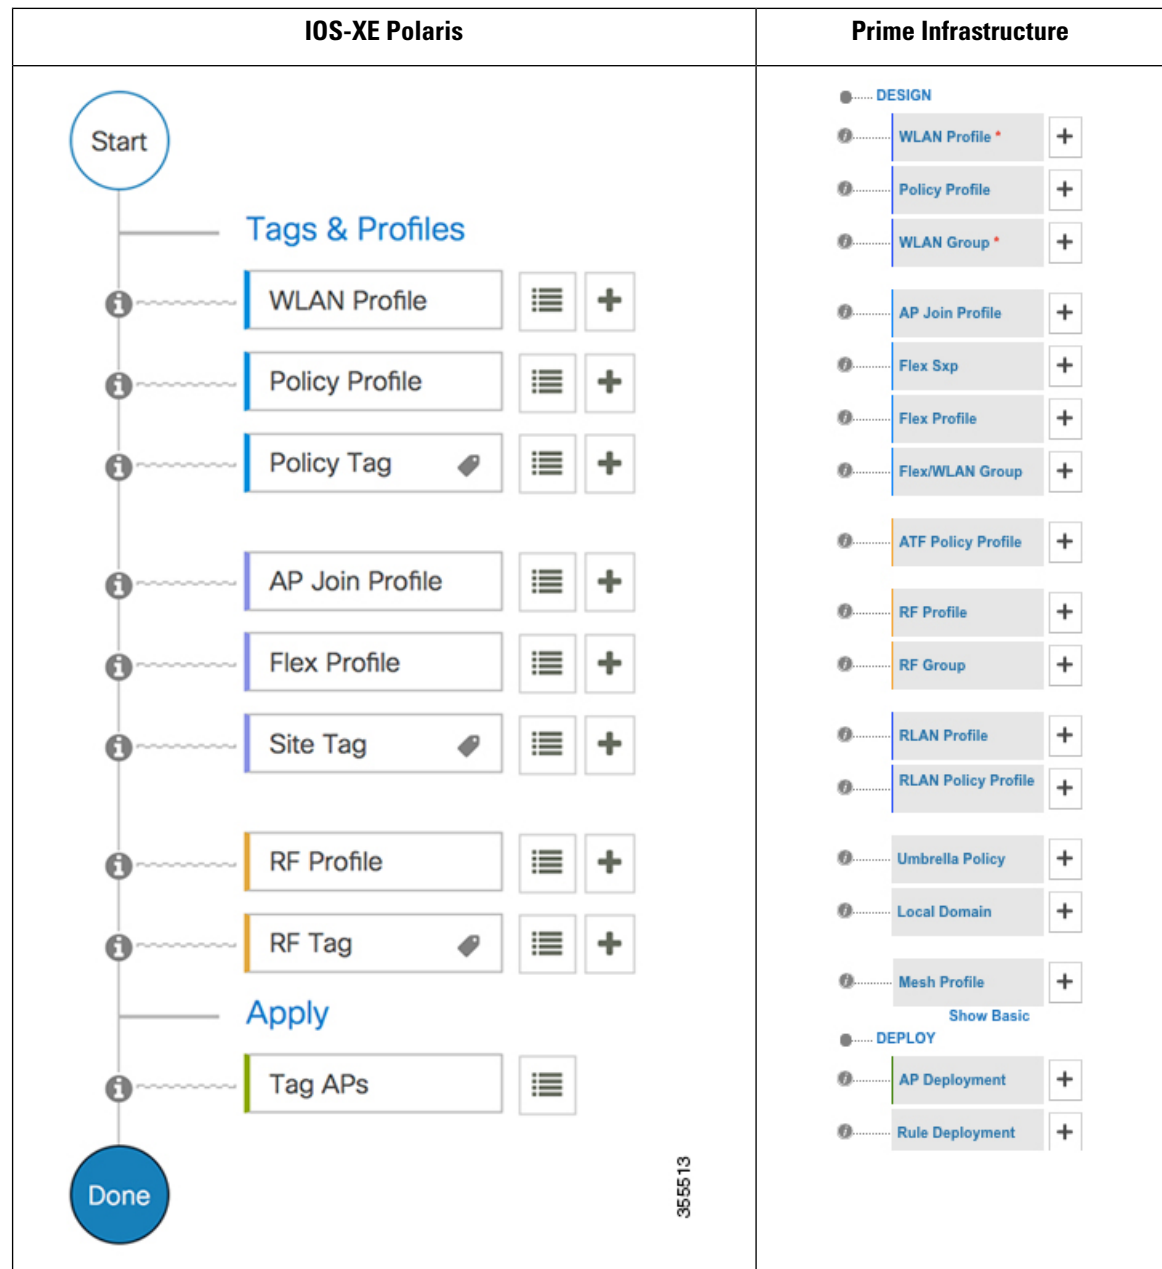 IOS-XE Polaris
Prime Infrastructure
Start
Tags & Profiles
WLAN Profile
Policy Profile
Policy Tag
AP Join Profile
Flex Profile
Site Tag
RF Profile
RF Tag
Apply
Tag APs
Done
355513
DESIGN
WLAN Profile *
Policy Profile
WLAN Group *
AP Join Profile
Flex Sxp
Flex Profile
Flex/WLAN Group
ATF Policy Profile
RF Profile
RF Group
RLAN Profile
RLAN Policy Profile
Umbrella Policy
Local Domain
Mesh Profile
Show Basic
DEPLOY
AP Deployment
Rule Deployment